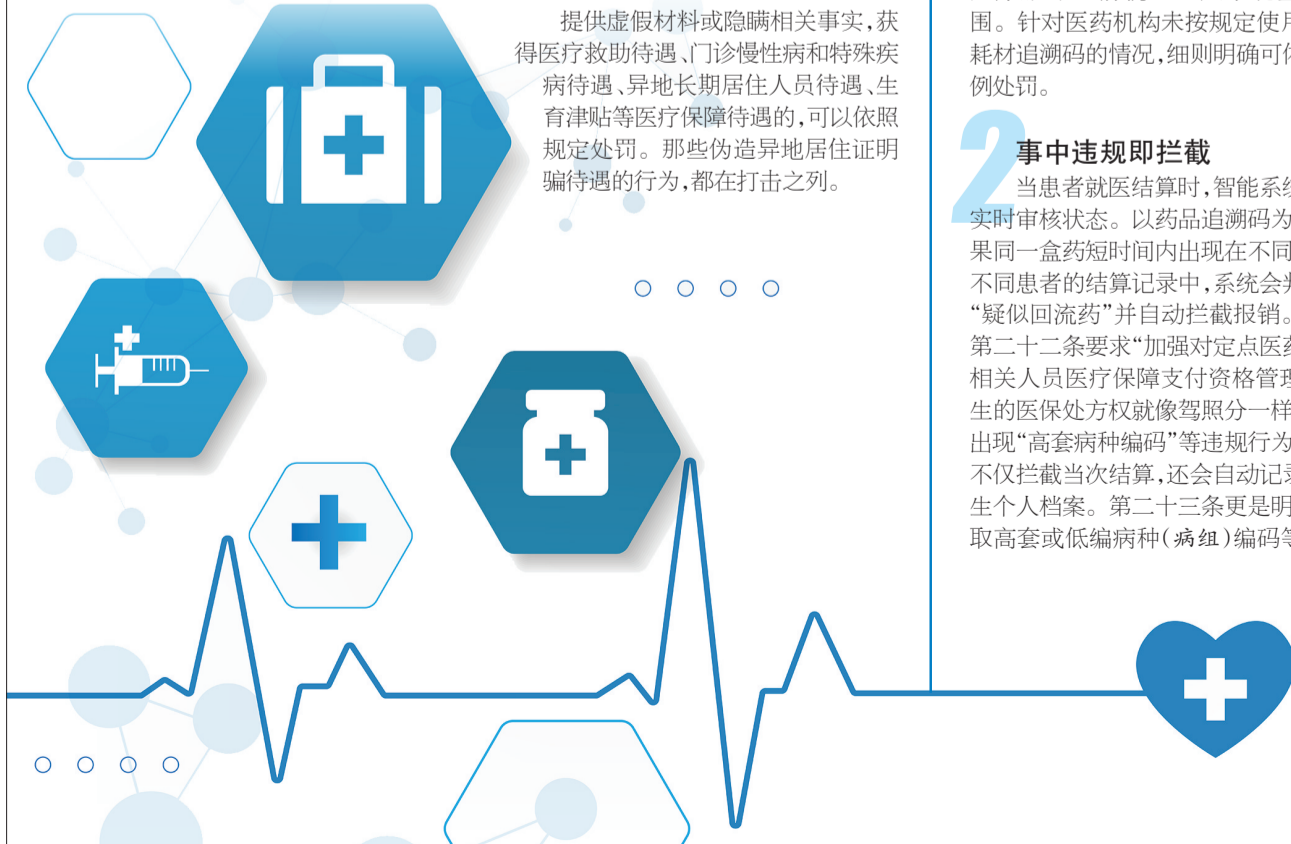 提供虚假材料或隐瞒相关事实,获
得医疗救助待遇、门诊慢性病和特殊疾
病待遇、异地长期居住人员待遇、生
育津贴等医疗保障待遇的,可以依照
规定处罚。那些伪造异地居住证明
骗待遇的行为,都在打击之列。
围。针对医药机构未按规定使用
耗材追溯码的情况,细则明确可依
例处罚。
2
事中违规即拦截
当患者就医结算时,智能系统
实时审核状态。以药品追溯码为
果同一盒药短时间内出现在不同
不同患者的结算记录中,系统会判
“疑似回流药”并自动拦截报销。
第二十二条要求“加强对定点医药
相关人员医疗保障支付资格管理
生的医保处方权就像驾照分一样
出现“高套病种编码”等违规行为
不仅拦截当次结算,还会自动记录
生个人档案。第二十三条更是明
取高套或低编病种(病组)编码等